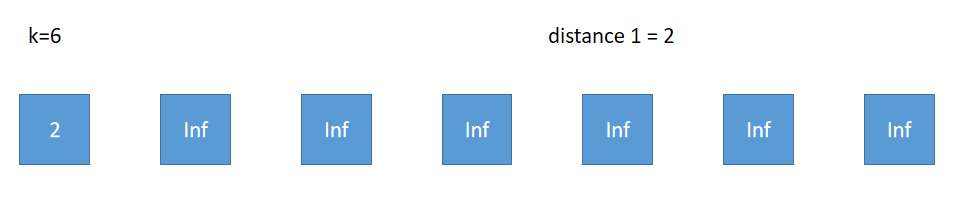 k=6
distance 1 = 2
2 Inf Inf Inf Inf Inf Inf